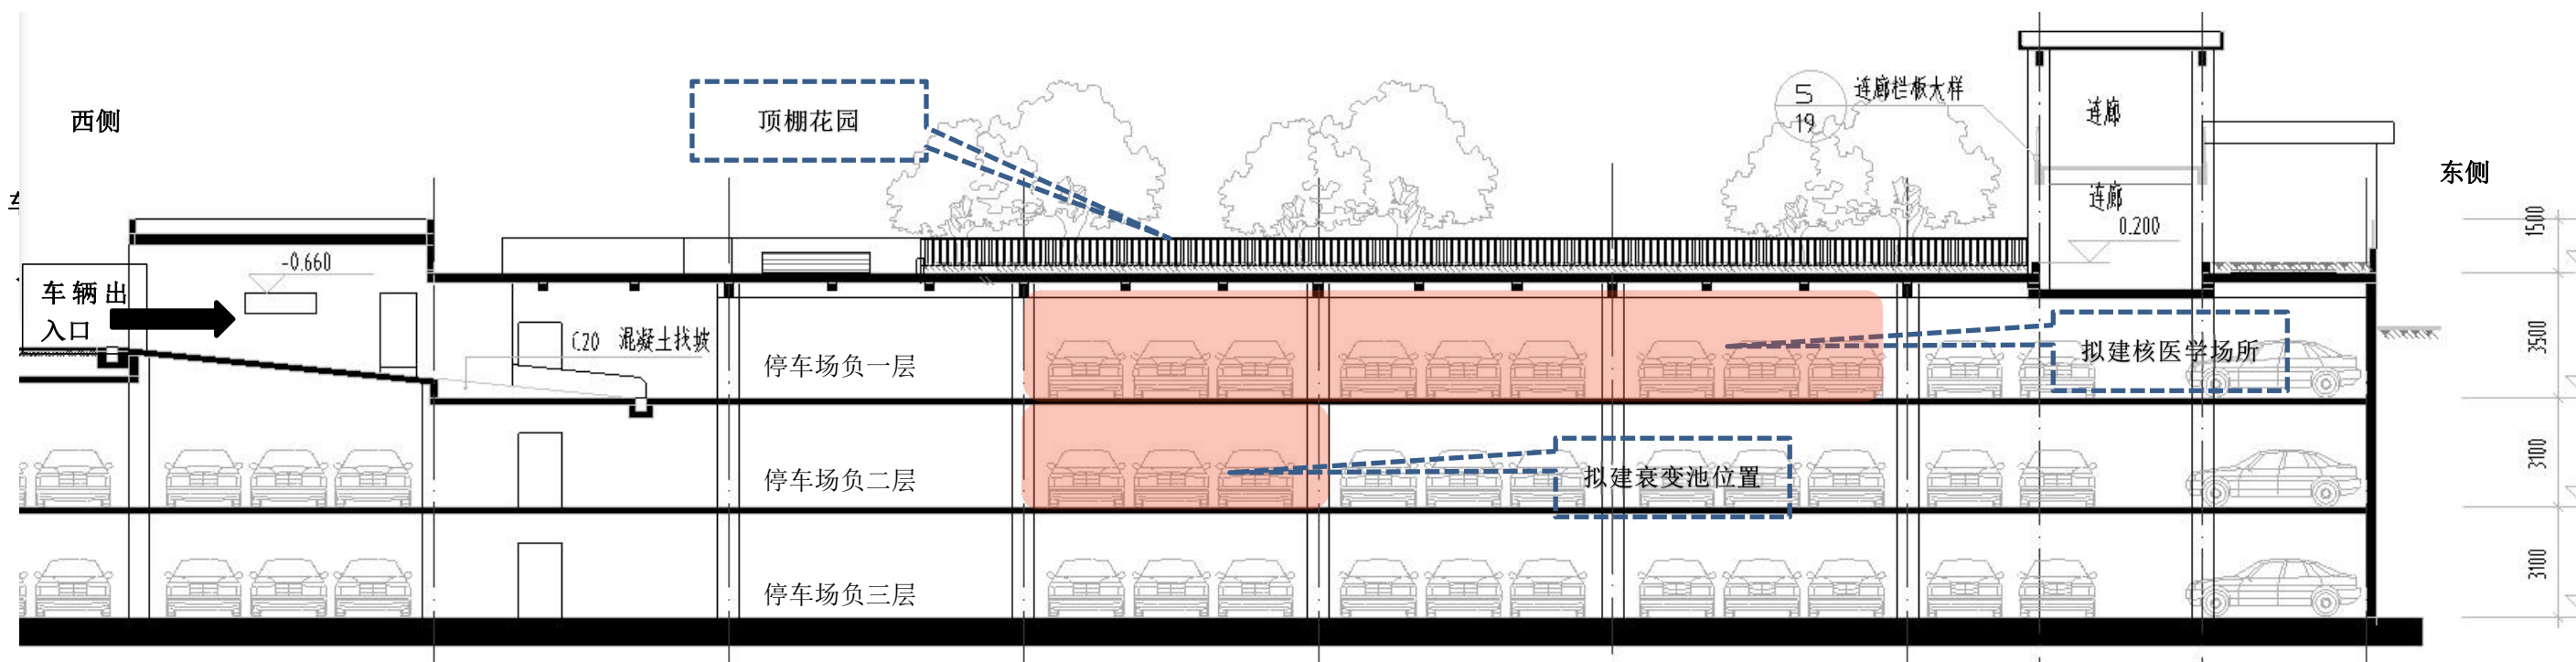 西侧
顶棚花园
5
19
连廊栏板大样
连廊
连廊
0.200
东侧
1500
-0.660
车辆出
入口
C20 混凝土找坡
停车场负一层
拟建核医学场所
3500
停车场负二层
拟建衰变池位置
3100
停车场负三层
3100